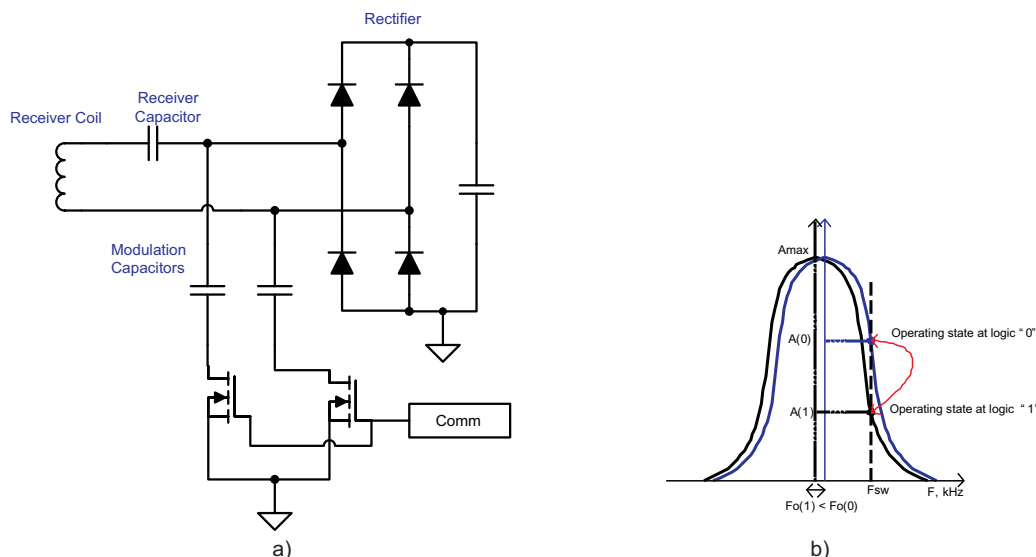 Rectifier
Receiver
Capacitor
Receiver Coil
Modulation
Capacitors
Comm
a)
Amax
A(0)
Operating state at logic “ 0”
A(1)
Operating state at logic “ 1”
Fsw
F, kHz
Fo(1) < Fo(0)
b)